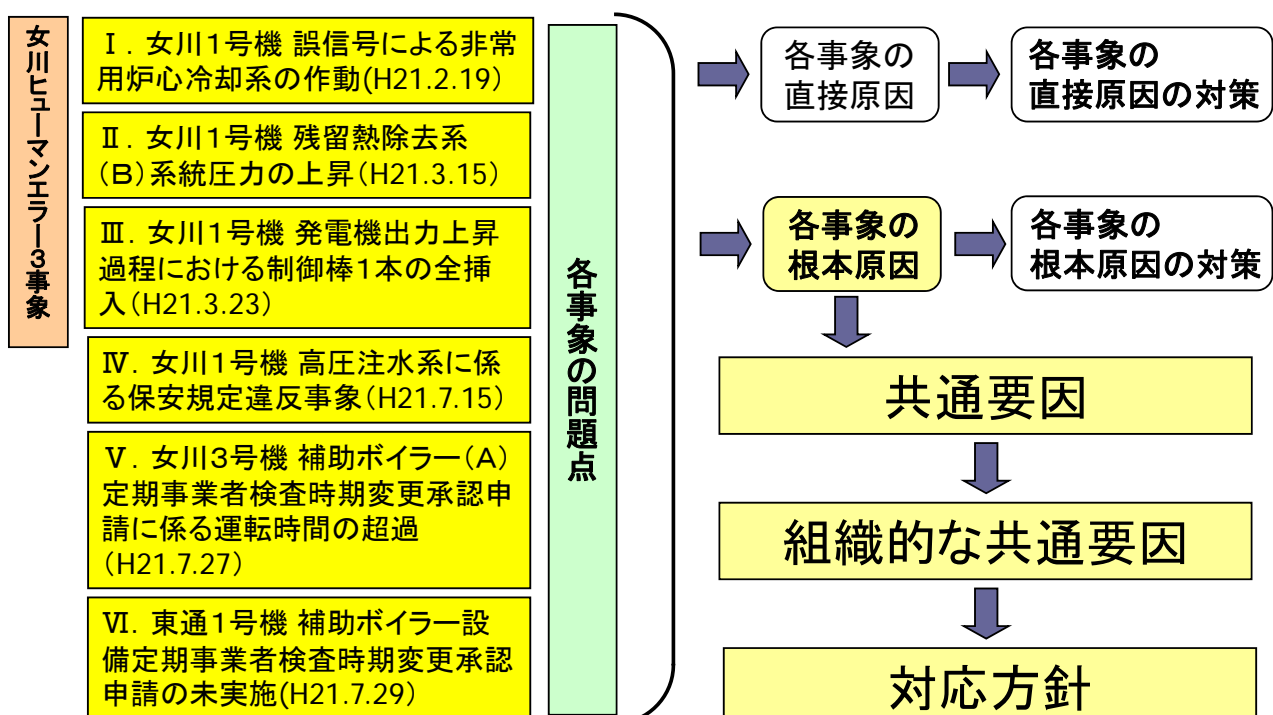 女川ヒューマンエラー３事象
Ⅰ．女川１号機 誤信号による非常
用炉心冷却系の作動(H21.2.19)
Ⅱ．女川１号機 残留熱除去系
（Ｂ）系統圧力の上昇（H21.3.15）
Ⅲ．女川１号機 発電機出力上昇
過程における制御棒１本の全挿
入（H21.3.23）
Ⅳ．女川１号機 高圧注水系に係
る保安規定違反事象（H21.7.15）
Ⅴ．女川３号機 補助ボイラー（Ａ）
定期事業者検査時期変更承認申
請に係る運転時間の超過
（H21.7.27）
Ⅵ．東通１号機 補助ボイラー設
備定期事業者検査時期変更承認
申請の未実施(H21.7.29）
各事象の問題点
各事象の
直接原因
各事象の
直接原因の対策
各事象の
根本原因
各事象の
根本原因の対策
共通要因
組織的な共通要因
対応方針